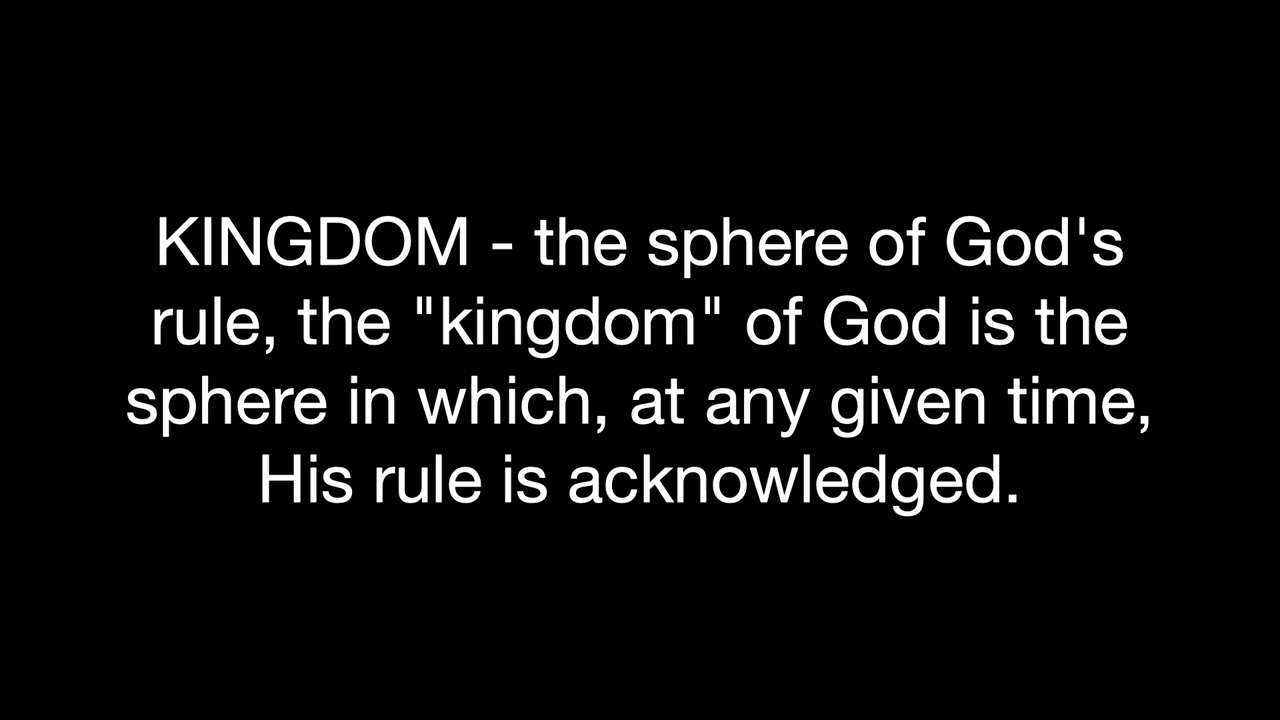 KINGDOM - the sphere of God's
rule, the "kingdom" of God is the
sphere in which, at any given time,
His rule is acknowledged.